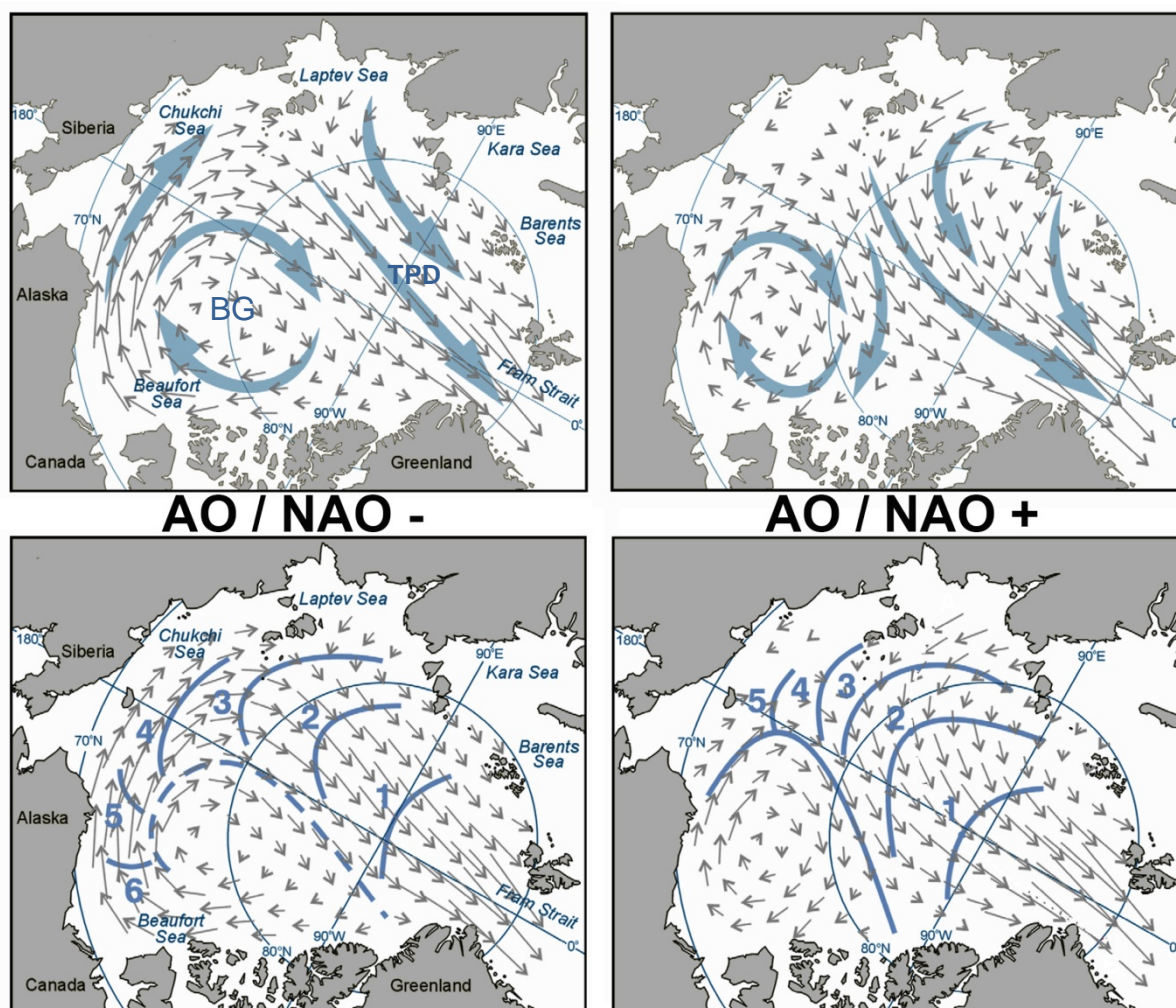 Laptev Sea
180°
Chukchi
Sea
Siberia
90°E
Kara Sea
70°N
Barents
Sea
Alaska
TPD
BG
Beaufort
Sea
Fram Strait
90°W
80°N
0°
Canada
Greenland
180°
90°E
70°N
90°W
80°N
0°
AO / NAO -
AO / NAO +
Laptev Sea
180°
Chukchi
Sea
Siberia
90°E
Kara Sea
3
2
4
70°N
Barents
Sea
1
Alaska
5
6
Fram Strait
Beaufort
Sea
90°W
80°N
0°
Canada
Greenland
180°
90°E
5
4
3
2
70°N
1
90°W
80°N
0°